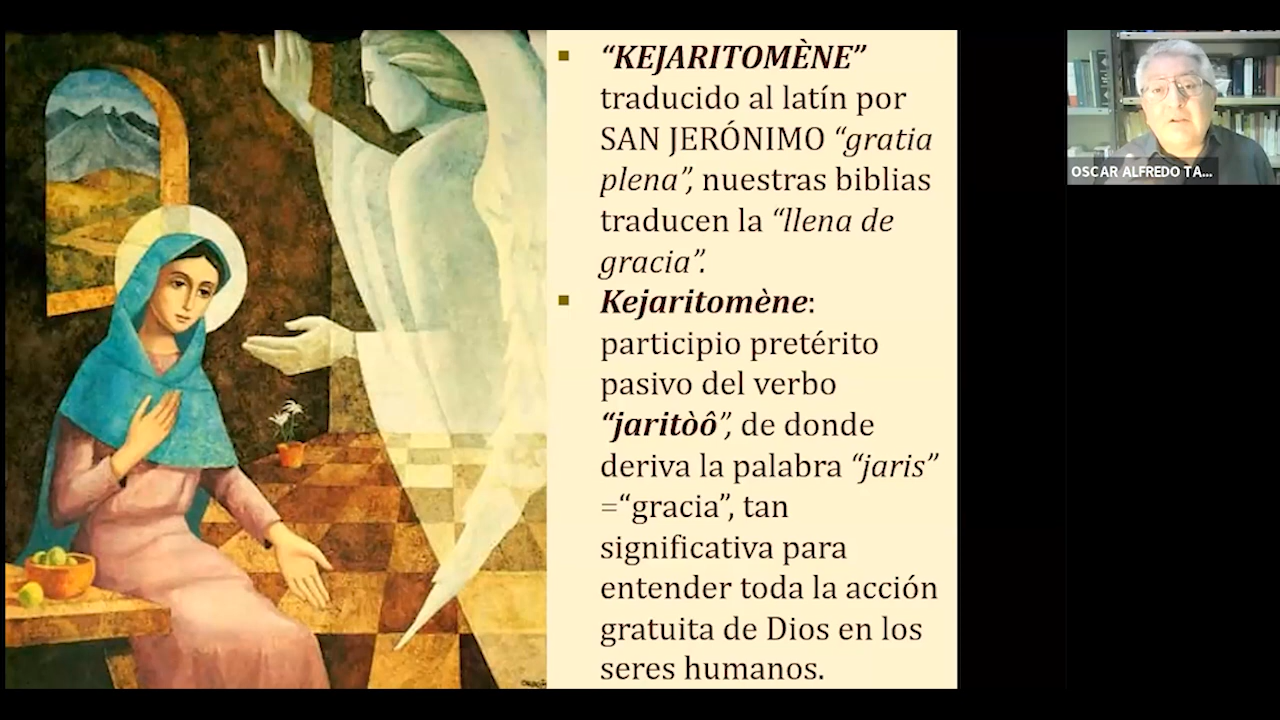 “KEJARITOMÈNE”
traducido al latín por
SAN JERÓNIMO “gratia
plena”, nuestras biblias
traducen la “llena de
gracia”.
Kejaritomène:
participio pretérito
pasivo del verbo
“jaritòô”, de donde
deriva la palabra “jaris”
=“gracia”, tan
significativa para
entender toda la acción
gratuita de Dios en los
seres humanos.
OSCAR ALFREDO TA...